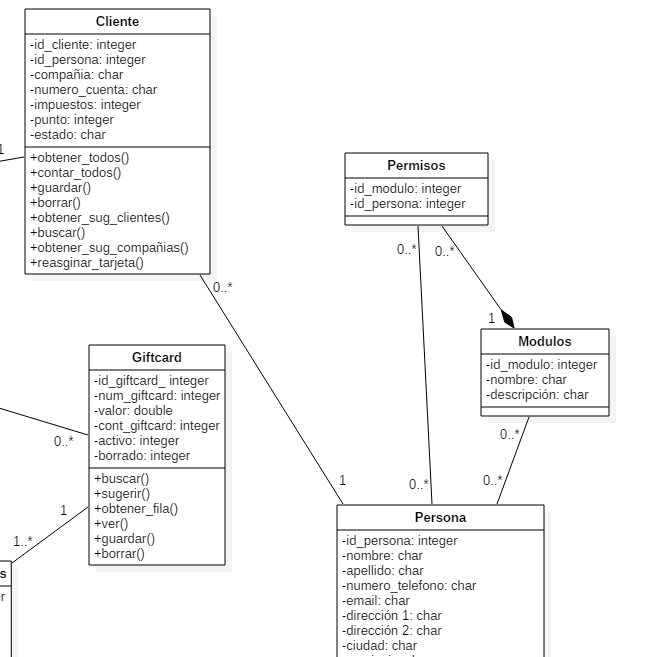 Cliente
-id_cliente: integer
-id_persona: integer
-compañia: char
-numero_cuenta: char
-impuestos: integer
-punto: integer
-estado: char
+obtener_todos()
+contar_todos()
+guardar()
+borrar()
+obtener_sug_clientes()
+buscar()
+obtener_sug_compañias()
+reasginar_tarjeta()
1
0..*
Permisos
-id_modulo: integer
-id_persona: integer
0..*
0..*
1
Modulos
-id_modulo: integer
-nombre: char
-descripción: char
0..*
0..*
0..*
1
Giftcard
-id_giftcard_ integer
-num_giftcard: integer
-valor: double
-cont_giftcard: integer
-activo: integer
-borrado: integer
+buscar()
+sugerir()
+obtener_fila()
+ver()
+guardar()
+borrar()
0..*
1
1..*
s
r
Persona
-id_persona: integer
-nombre: char
-apellido: char
-numero_telefono: char
-email: char
-dirección 1: char
-dirección 2: char
-ciudad: char